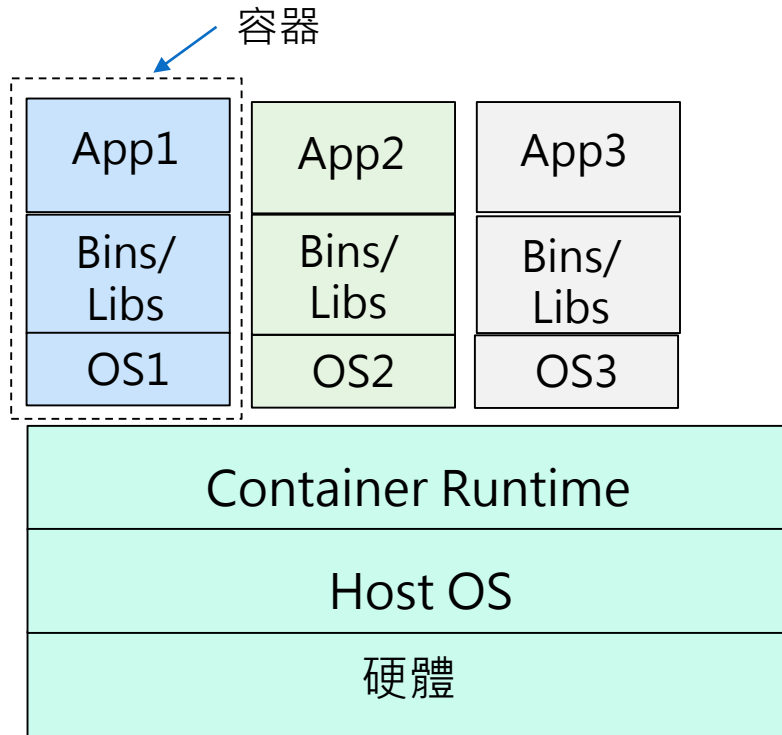 容器
App1
App2
App3
Bins/
Libs
Bins/
Libs
Bins/
Libs
OS1
OS2
OS3
Container Runtime
Host OS
硬體